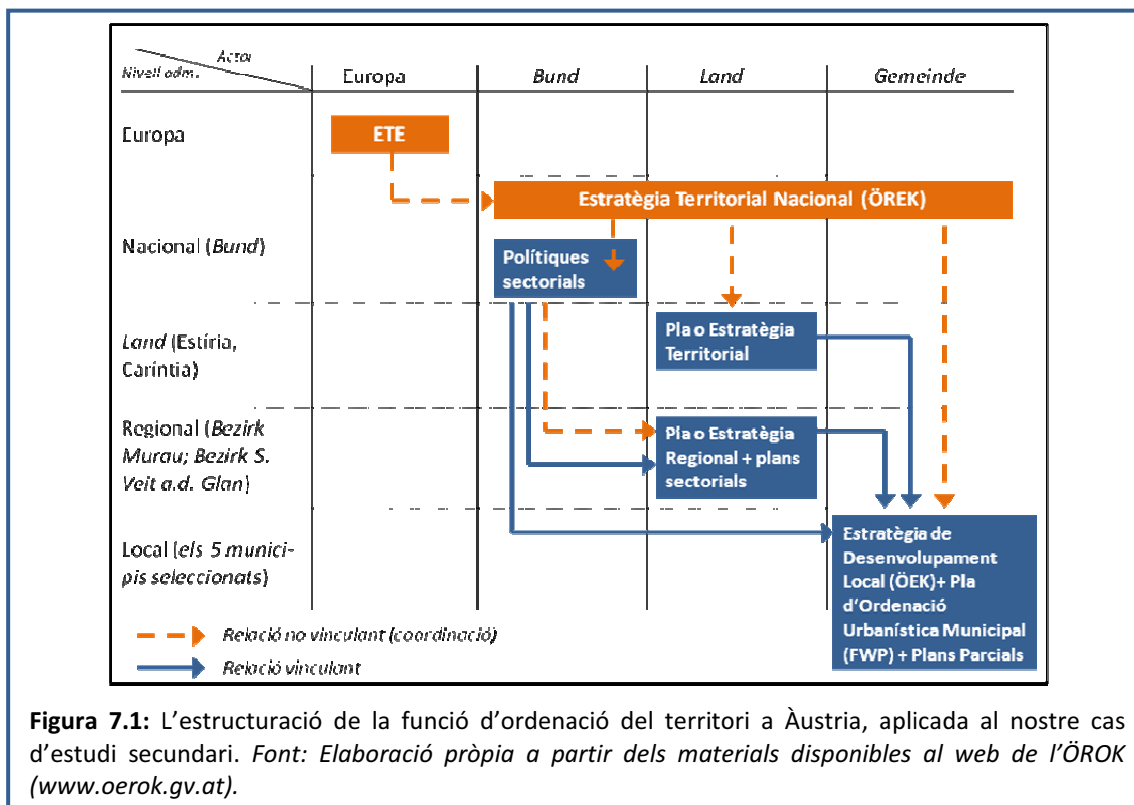 Actor
Nivell adm.
Europa
Bund
Land
Gemeinde
Europa
ETE
Estratègia Territorial Nacional (ÖREK)
Nacional (Bund)
Polítiques
sectorials
Land (Estíria,
Caríntia)
Pla o Estratègia
Territorial
Regional (Bezirk
Murau; Bezirk S.
Veit a.d. Glan)
Pla o Estratègia
Regional + plans
sectorials
Local (els 5 munici-
pis seleccionats)
Estratègia de
Desenvolupament
Local (ÖEK)+ Pla
d'Ordenació
Urbanística Municipal
(FWP) + Plans Parcials
Relació no vinculant (coordinació)
Relació vinculant
Figura 7.1: L'estructuració de la funció d'ordenació del territori a Àustria, aplicada al nostre cas
d'estudi secundari. Font: Elaboració pròpia a partir dels materials disponibles al web de l'ÖROK
(www.oerok.gv.at).